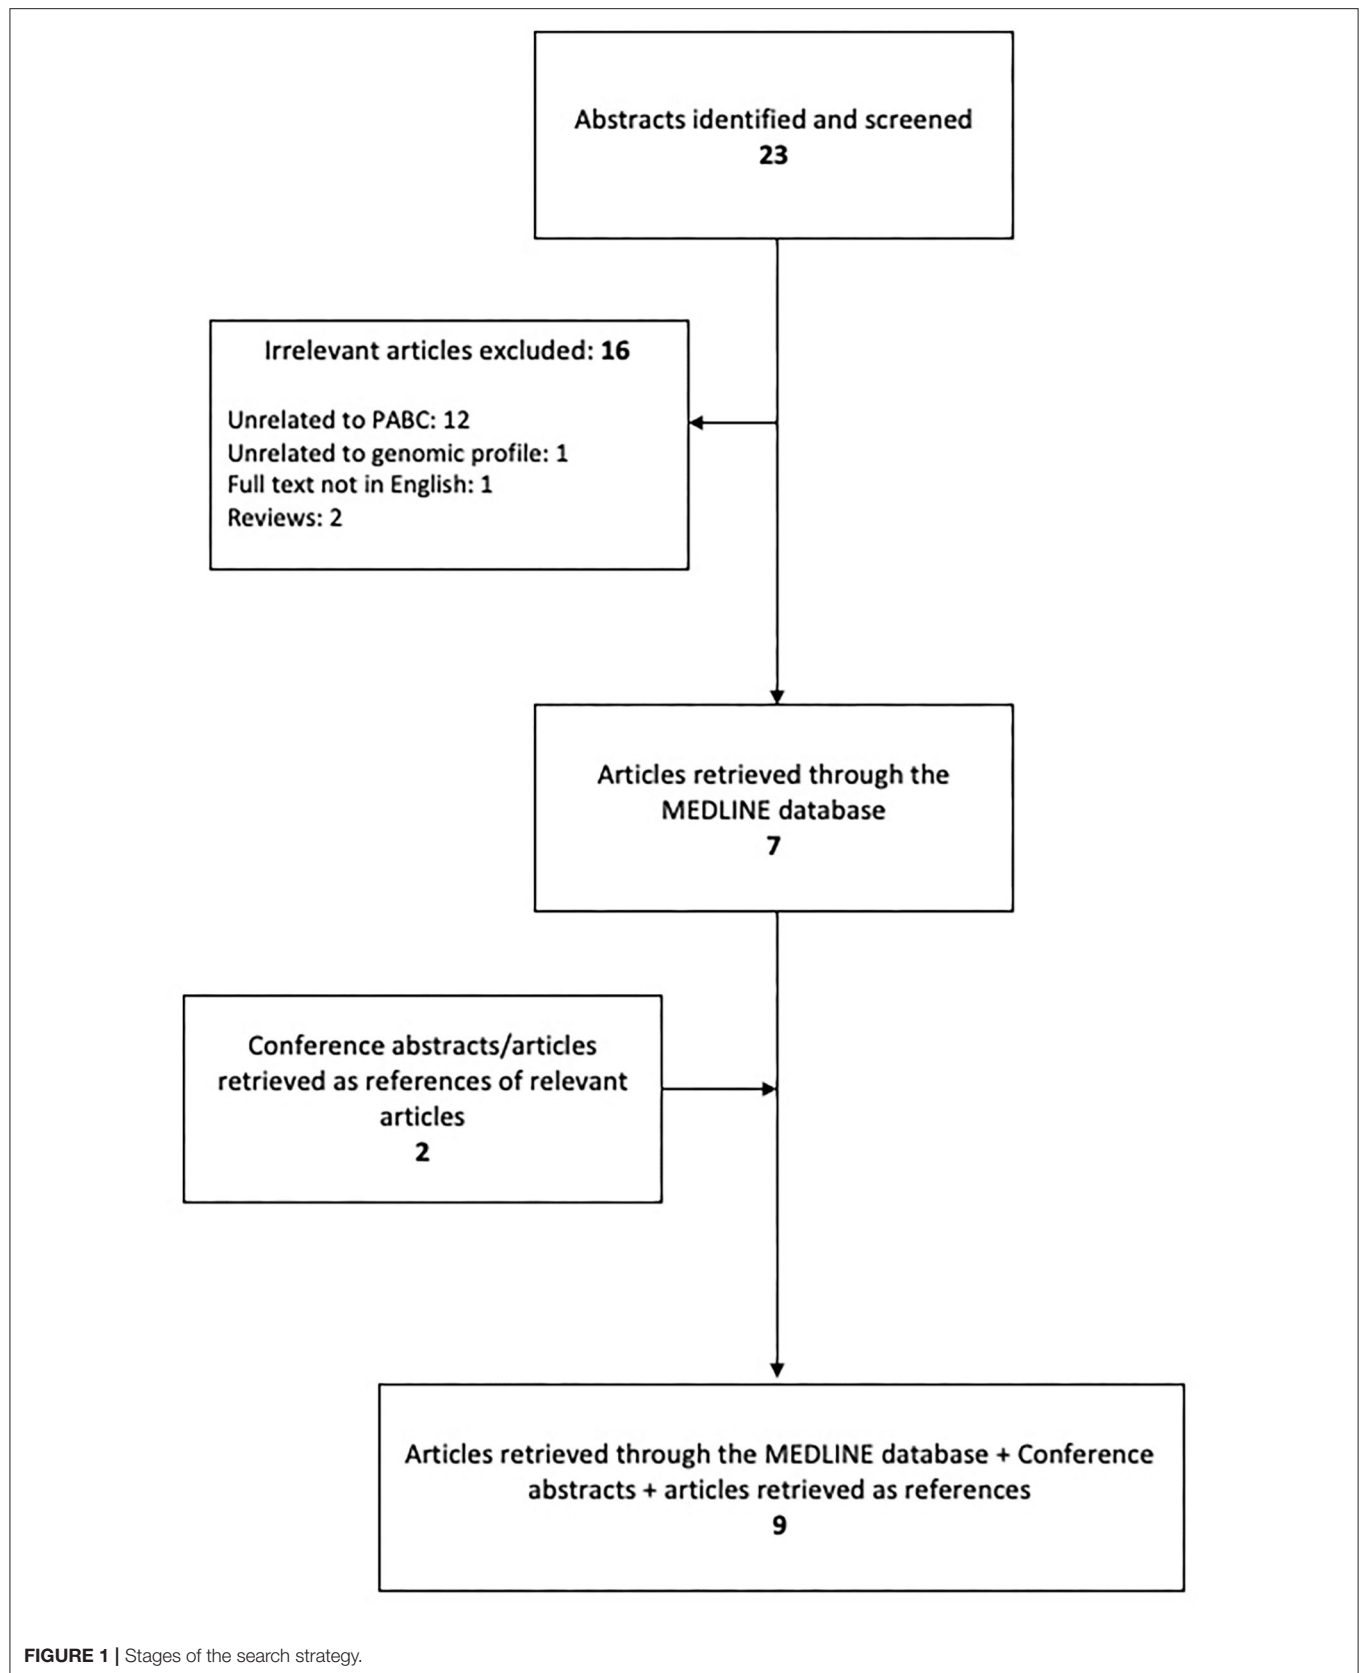 Abstracts identified and screened
23
Irrelevant articles excluded: 16
Unrelated to PABC: 12
Unrelated to genomic profile: 1
Full text not in English: 1
Reviews: 2
Articles retrieved through the
MEDLINE database
7
Conference abstracts/articles
retrieved as references of relevant
articles
2
Articles retrieved through the MEDLINE database + Conference
abstracts + articles retrieved as references
9
FIGURE 1 | Stages of the search strategy.